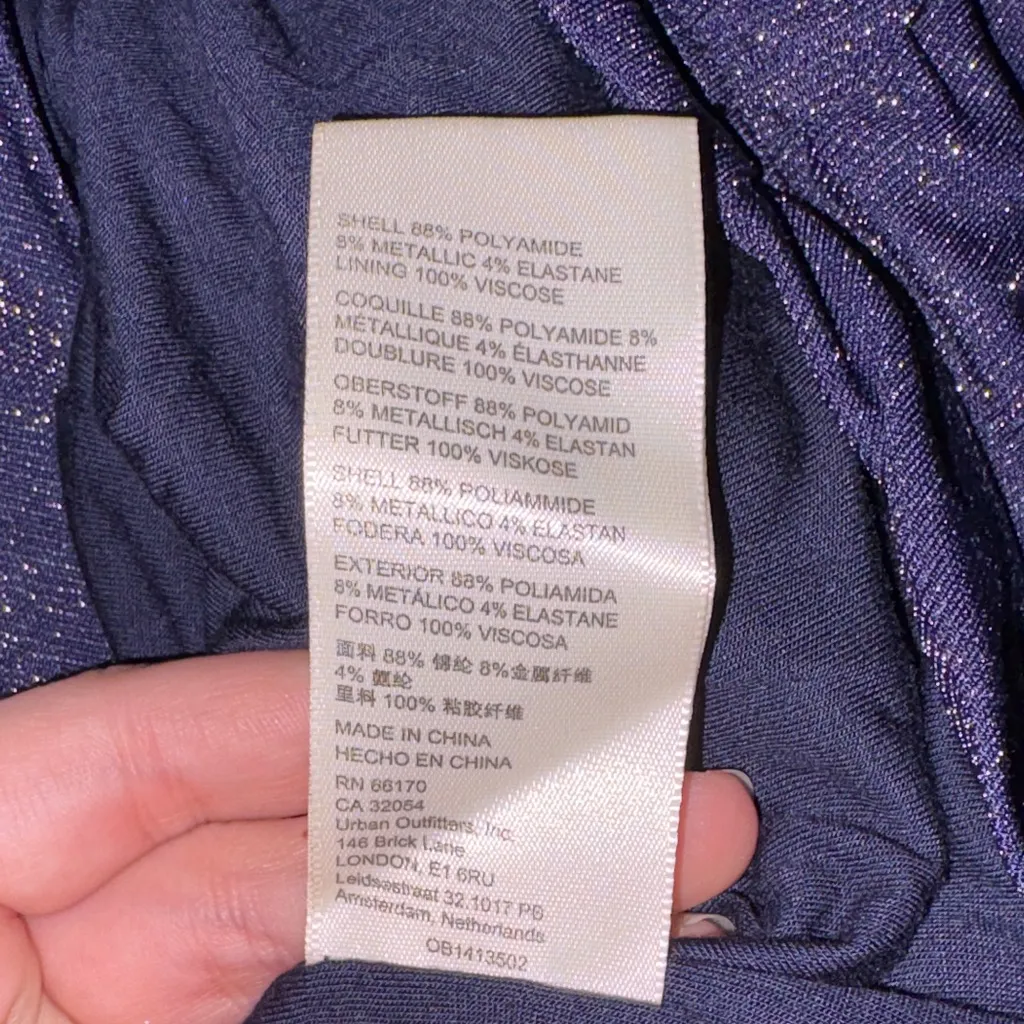 SHELL 88% POLYAMIDE
8% METALLIC 4% ELASTANE
LINING 100% VISCOSE
COQUILLE 88% POLYAMIDE 8%
MÉTALLIQUE 4% ÉLASTHANNE
DOUBLURE 100% VISCOSE
OBERSTOFF 88% POLYAMID
8% METALLISCH 4% ELASTAN
FUTTER 100% VISKOSE
SHELL 88% POLIAMMIDE
8% METALLICO 4% ELASTAN
FODERA 100% VISCOSA
EXTERIOR 88% POLIAMIDA
8% METÁLICO 4% ELASTANE
FORRO 100% VISCOSA
面料 88% 锦纶 8%金属纤维
4% 氨纶
里料 100% 粘胶纤维
MADE IN CHINA
HECHO EN CHINA
RN 66170
CA 32054
Urban Outfitters, Inc.
146 Brick Lane
LONDON, E1 6RU
Leidsestraat 32,1017 PB
Amsterdam, Netherlands
OB1413502